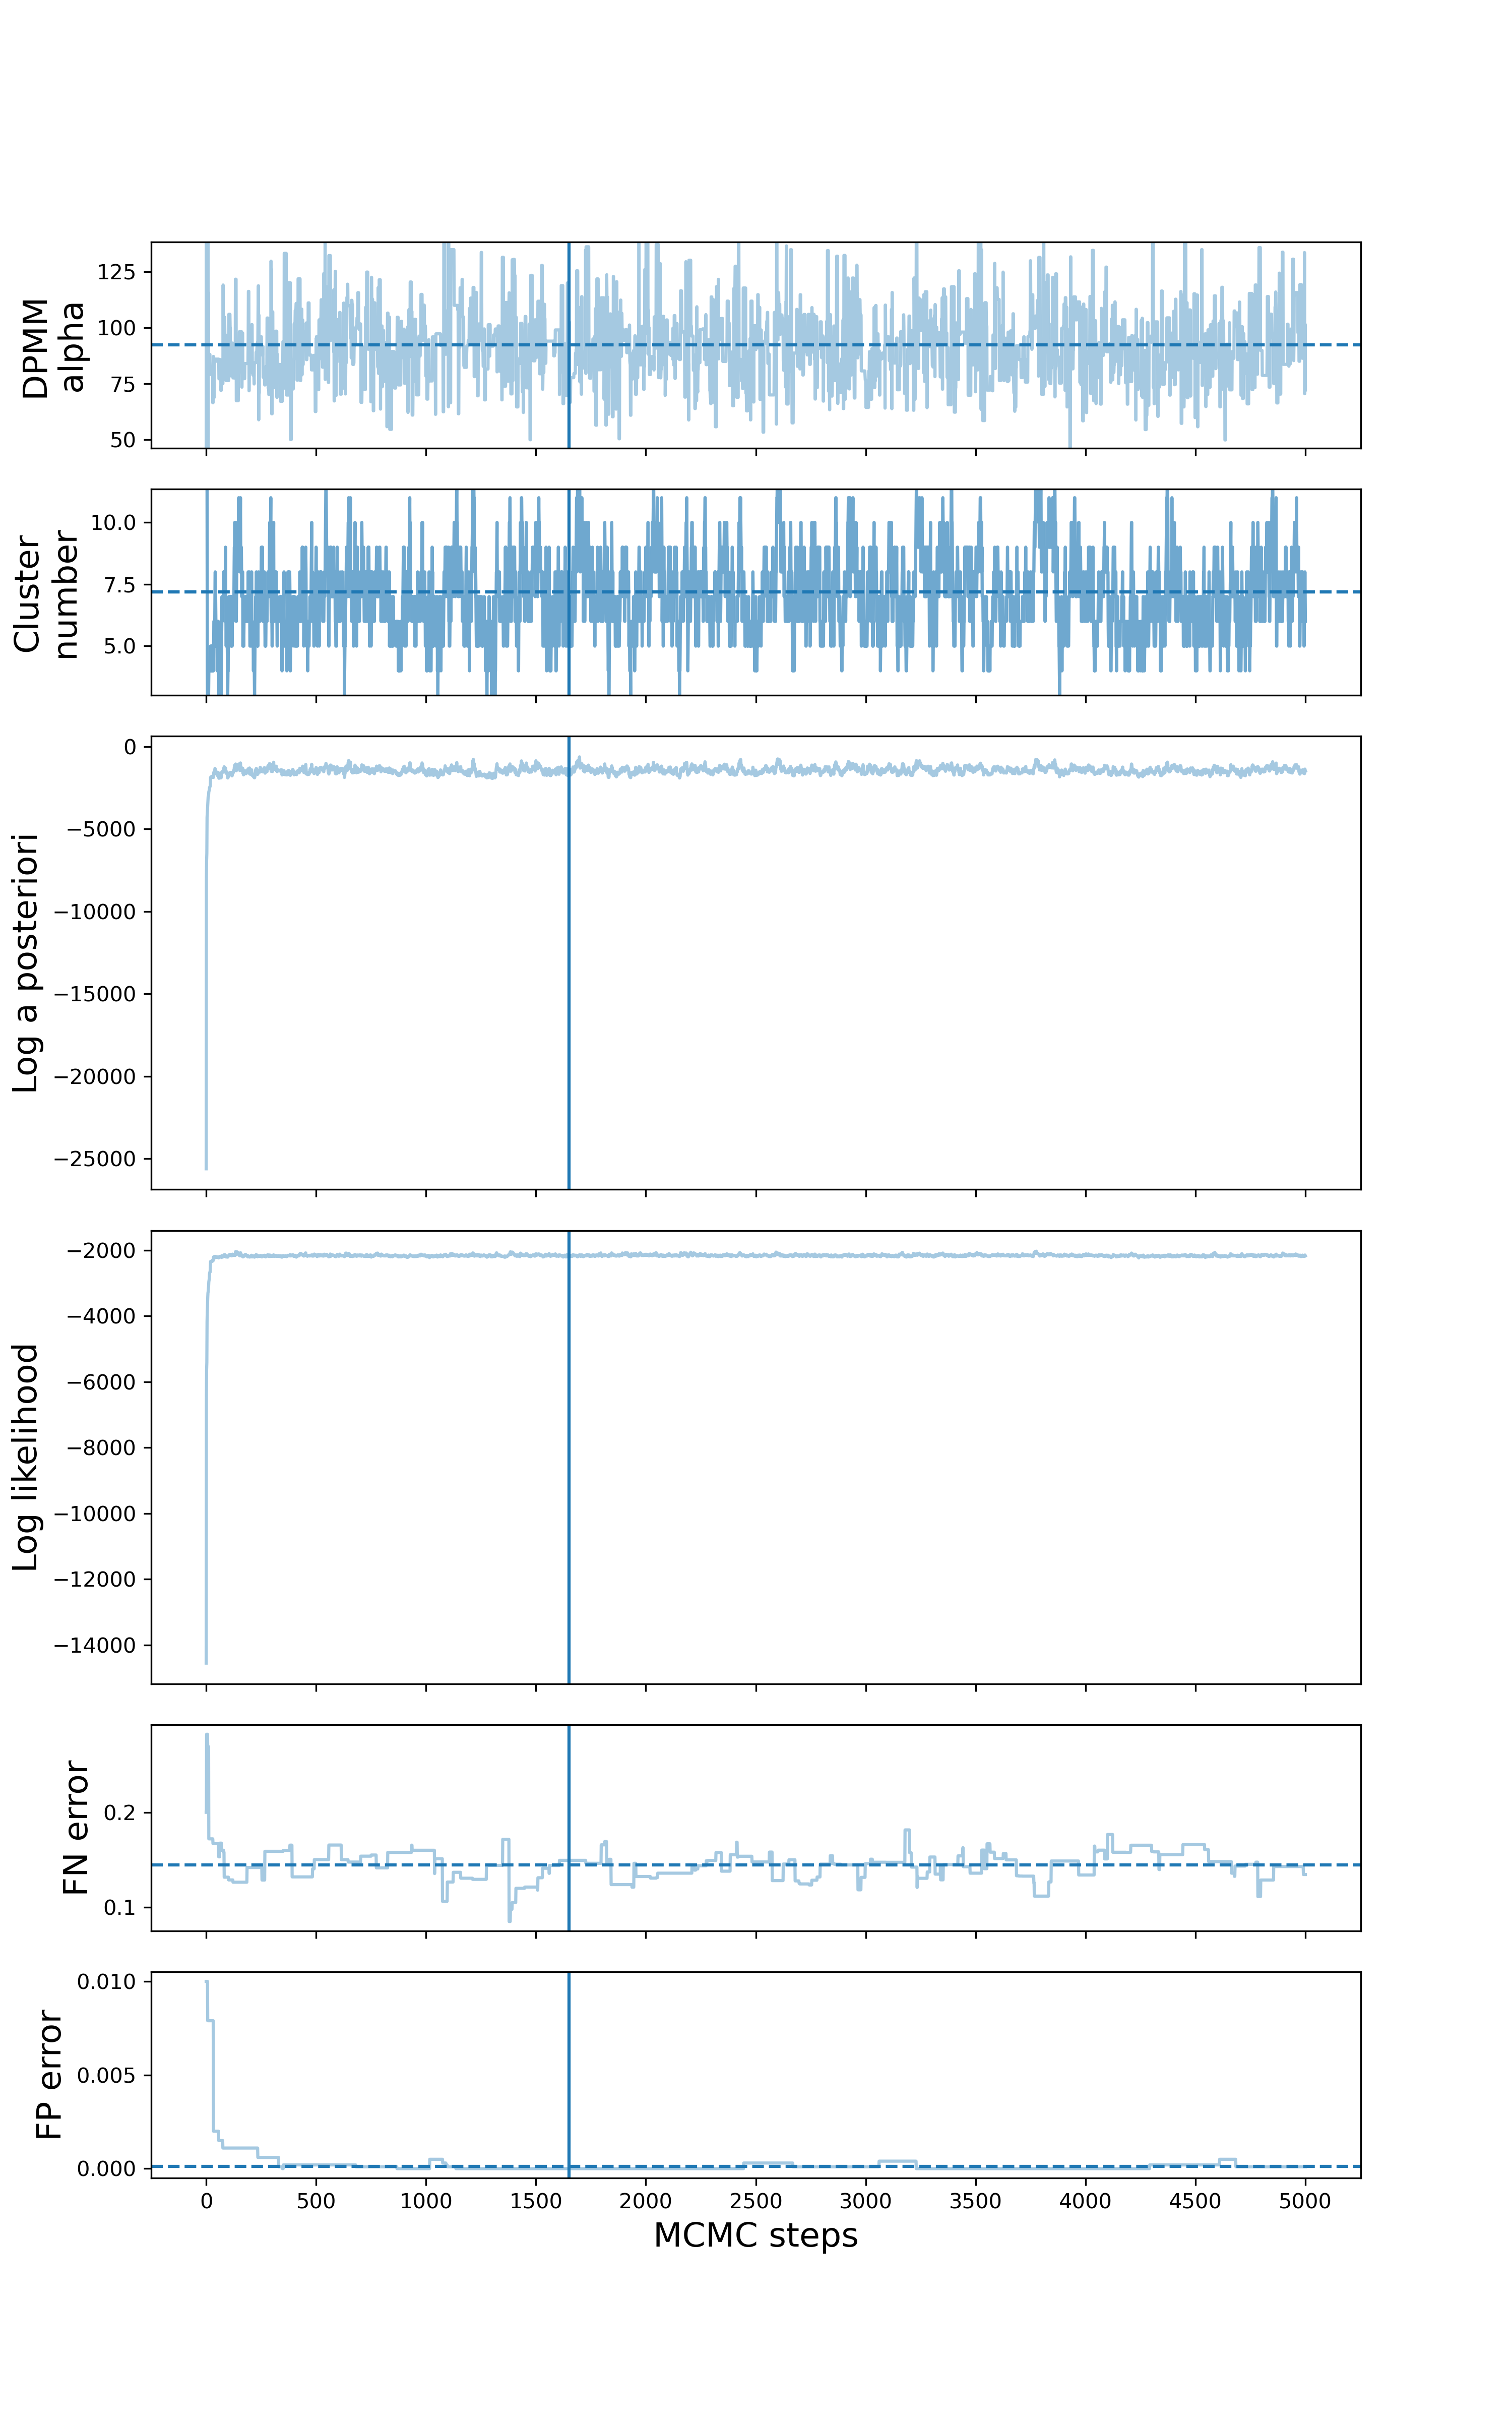 DPMM
alpha
125
100
75
50
Cluster
number
10.0
7.5
5.0
Log a posteriori
0
−5000
−10000
−15000
−20000
−25000
Log likelihood
−2000
−4000
−6000
−8000
−10000
−12000
−14000
FN error
0.2
0.1
FP error
0.010
0.005
0.000
0 500 1000 1500 2000 2500 3000 3500 4000 4500 5000
MCMC steps